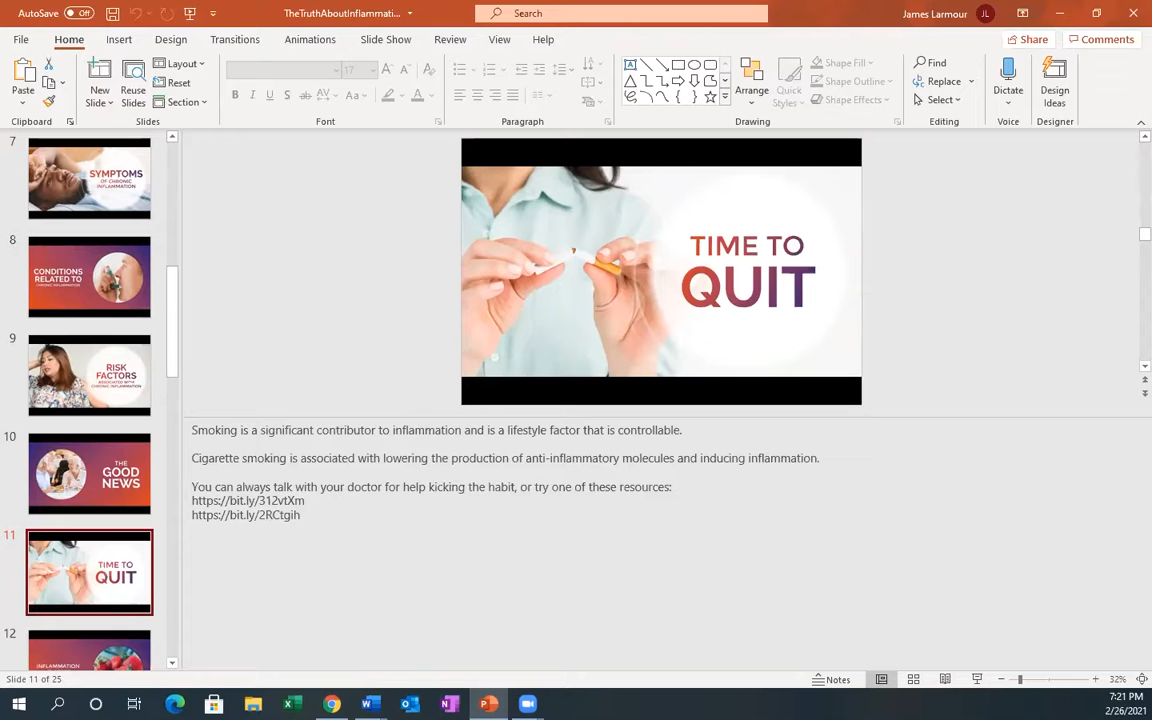 AutoSave Off TheTruthAboutInflammati... Search James Larmour JL
File Home Insert Design Transitions Animations Slide Show Review View Help Share Comments
Paste New Slides Reuse Slides Layout Reset Section 17 B I U S ab AV Aa A Arrange Quick Styles Shape Fill Shape Outline Shape Effects Find Replace Select Dictate Design Ideas
Clipboard Slides Font Paragraph Drawing Editing Voice Designer
7
SYMPTOMS
OF CHRONIC
INFLAMMATION
8
CONDITIONS
RELATED TO
CHRONIC INFLAMMATION
9
RISK
FACTORS
ASSOCIATED WITH
CHRONIC INFLAMMATION
10
THE
GOOD
NEWS
11
TIME TO
QUIT
12
INFLAMMATION
TIME TO
QUIT
Smoking is a significant contributor to inflammation and is a lifestyle factor that is controllable.
Cigarette smoking is associated with lowering the production of anti-inflammatory molecules and inducing inflammation.
You can always talk with your doctor for help kicking the habit, or try one of these resources:
https://bit.ly/312vtXm
https://bit.ly/2RCtgih
Slide 11 of 25 Notes 32%
7:21 PM
2/26/2021